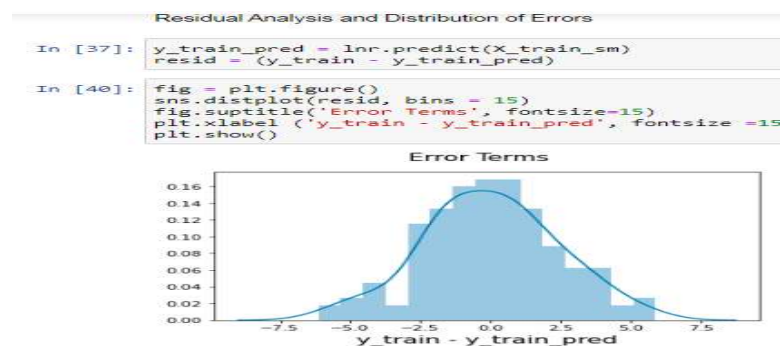 Residual Analysis and Distribution of Errors
In [37]: y_train_pred = lnr.predict(X_train_sm)
resid = (y_train - y_train_pred)
In [40]: fig = plt.figure()
sns.distplot(resid, bins = 15)
fig.suptitle('Error Terms', fontsize=15)
plt.xlabel ('y_train - y_train_pred', fontsize =15
plt.show()
Error Terms
0.16
0.14
0.12
0.10
0.08
0.06
0.04
0.02
0.00
−7.5 −5.0 −2.5 0.0 2.5 5.0 7.5
y_train - y_train_pred